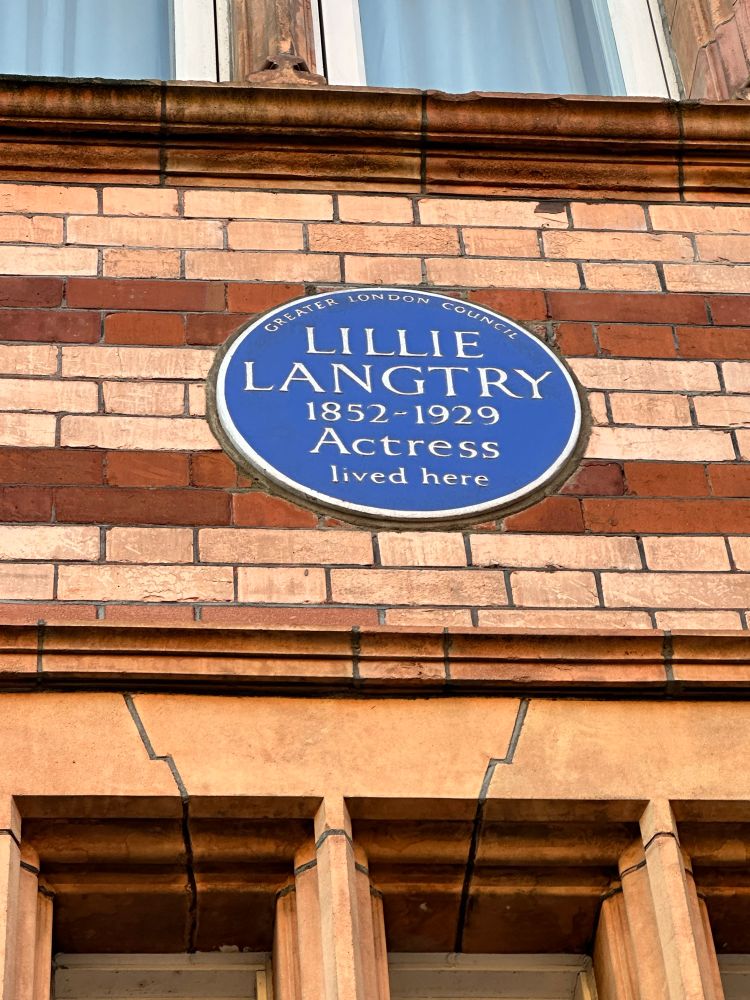 GREATER LONDON COUNCIL
LILLIE
LANGTRY
1852-1929
Actress
lived here